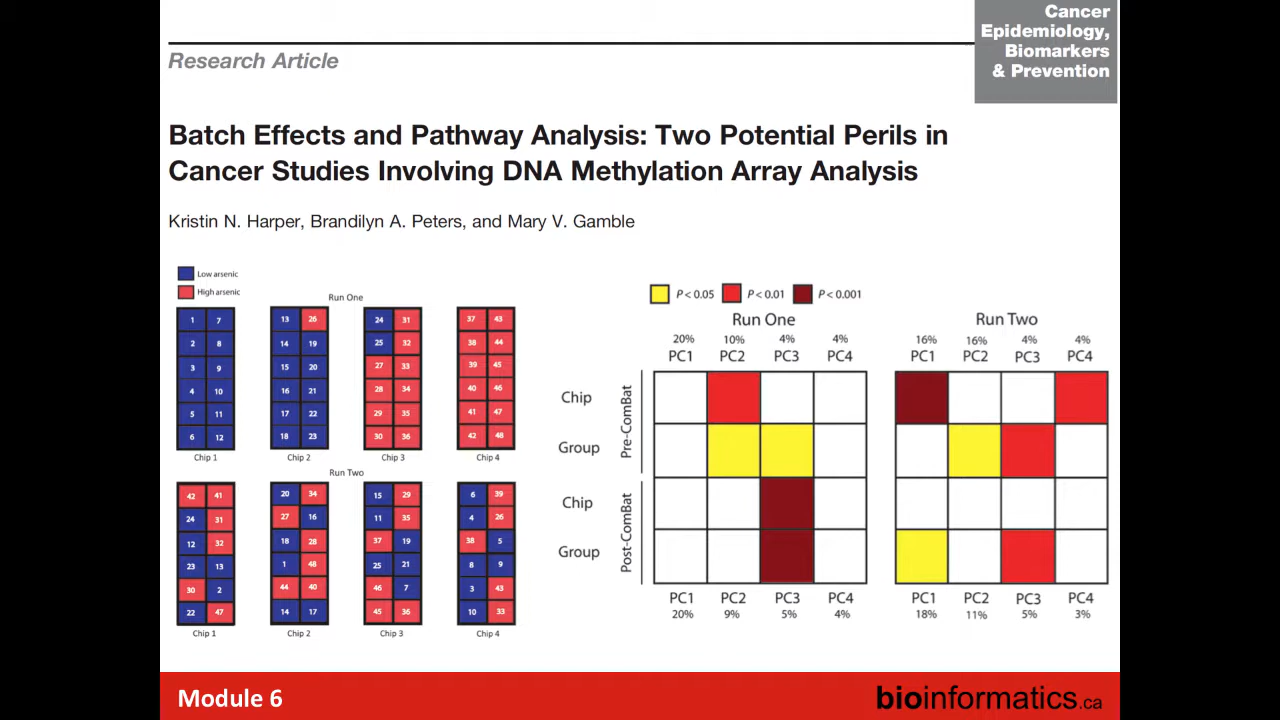 Cancer
Epidemiology,
Biomarkers
& Prevention
Research Article
Batch Effects and Pathway Analysis: Two Potential Perils in
Cancer Studies Involving DNA Methylation Array Analysis
Kristin N. Harper, Brandilyn A. Peters, and Mary V. Gamble
Low arsenic
High arsenic
Run One
1 7 13 26 24 31 37 43
2 8 14 19 25 32 38 44
3 9 15 20 27 33 39 45
4 10 16 21 28 34 40 46
5 11 17 22 29 35 41 47
6 12 18 23 30 36 42 48
Chip 1 Chip 2 Chip 3 Chip 4
Run Two
42 41 20 34 15 29 6 39
24 31 27 16 11 35 4 26
12 32 18 28 37 19 38 5
23 13 1 48 25 21 8 9
30 2 44 40 46 7 3 43
22 47 14 17 45 36 10 33
Chip 1 Chip 2 Chip 3 Chip 4
P < 0.05 P < 0.01 P < 0.001
Run One Run Two
20% 10% 4% 4% 16% 16% 4% 4%
PC1 PC2 PC3 PC4 PC1 PC2 PC3 PC4
Chip
Group
Pre-ComBat
Chip
Group
Post-ComBat
PC1 PC2 PC3 PC4 PC1 PC2 PC3 PC4
20% 9% 5% 4% 18% 11% 5% 3%
Module 6
bioinformatics.ca